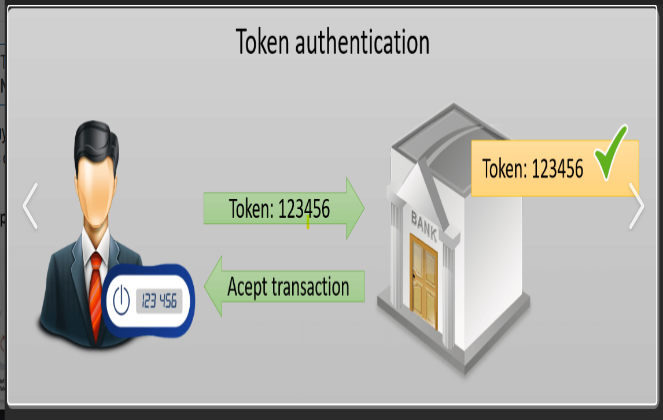 Token authentication
Token: 123456
Token: 123456
BANK
Acept transaction
123 456